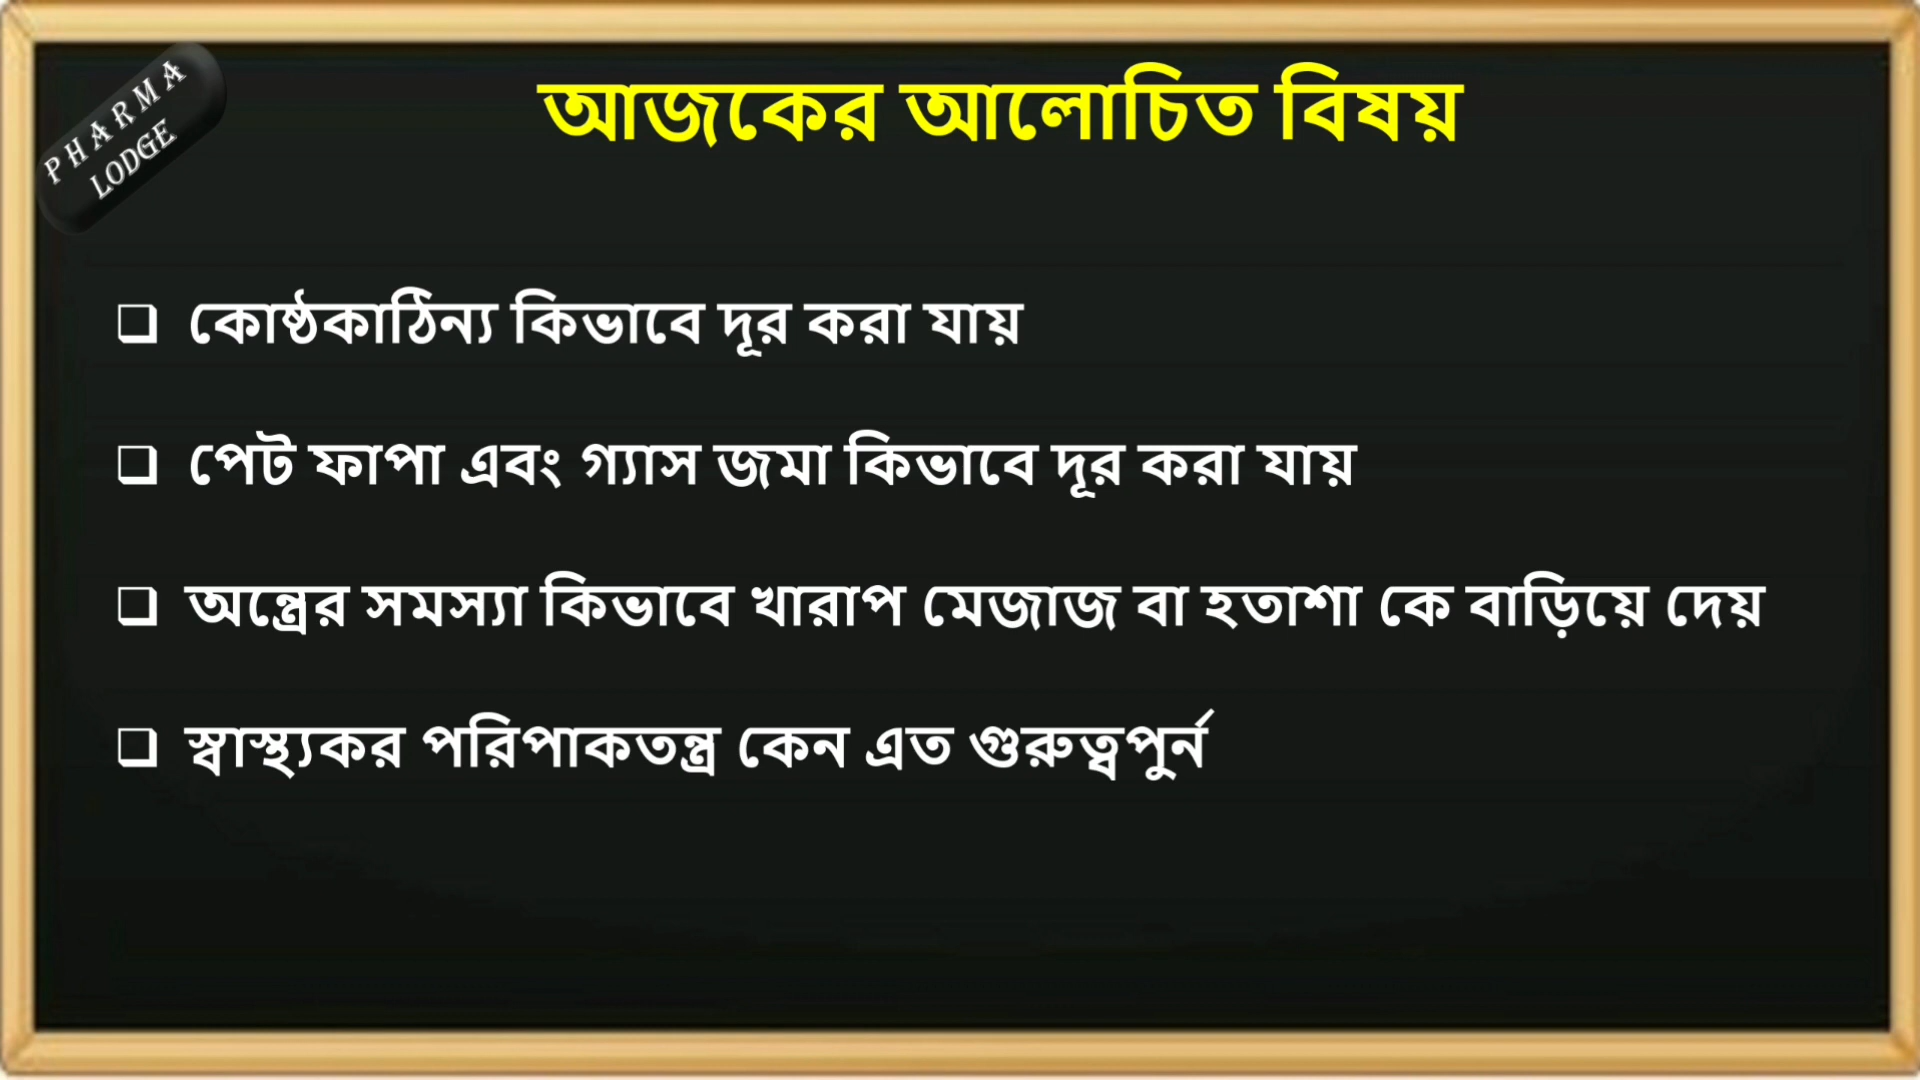 PHARMA
LODGE
আজকের আলোচিত বিষয়
❑ কোষ্ঠকাঠিন্য কিভাবে দূর করা যায়
❑ পেট ফাপা এবং গ্যাস জমা কিভাবে দূর করা যায়
❑ অন্ত্রের সমস্যা কিভাবে খারাপ মেজাজ বা হতাশা কে বাড়িয়ে দেয়
❑ স্বাস্থ্যকর পরিপাকতন্ত্র কেন এত গুরুত্বপুর্ন